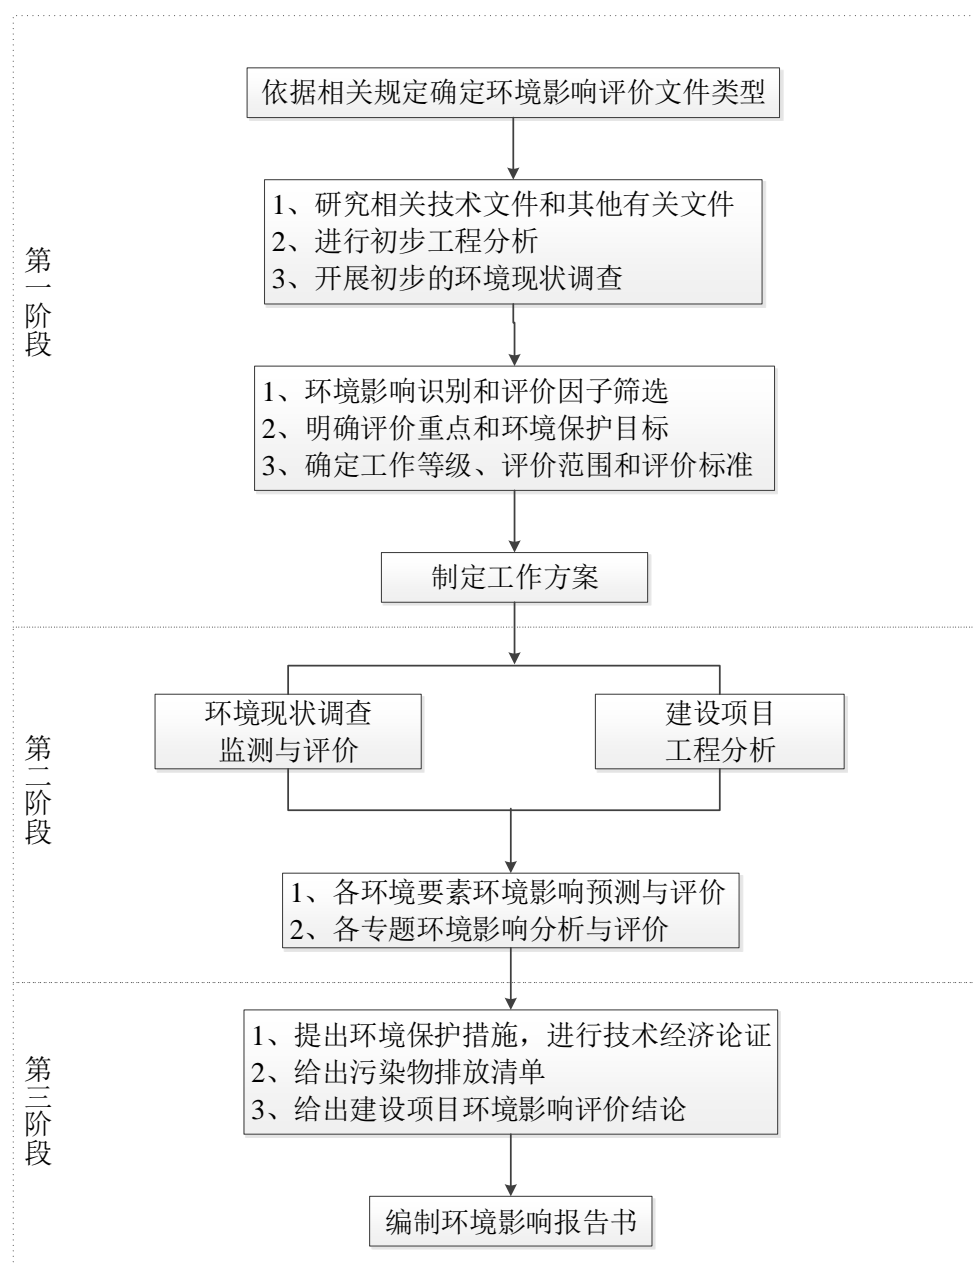 依据相关规定确定环境影响评价文件类型
第一阶段
1、研究相关技术文件和其他有关文件
2、进行初步工程分析
3、开展初步的环境现状调查
1、环境影响识别和评价因子筛选
2、明确评价重点和环境保护目标
3、确定工作等级、评价范围和评价标准
制定工作方案
第二阶段
环境现状调查
监测与评价
建设项目
工程分析
1、各环境要素环境影响预测与评价
2、各专题环境影响分析与评价
第三阶段
1、提出环境保护措施，进行技术经济论证
2、给出污染物排放清单
3、给出建设项目环境影响评价结论
编制环境影响报告书